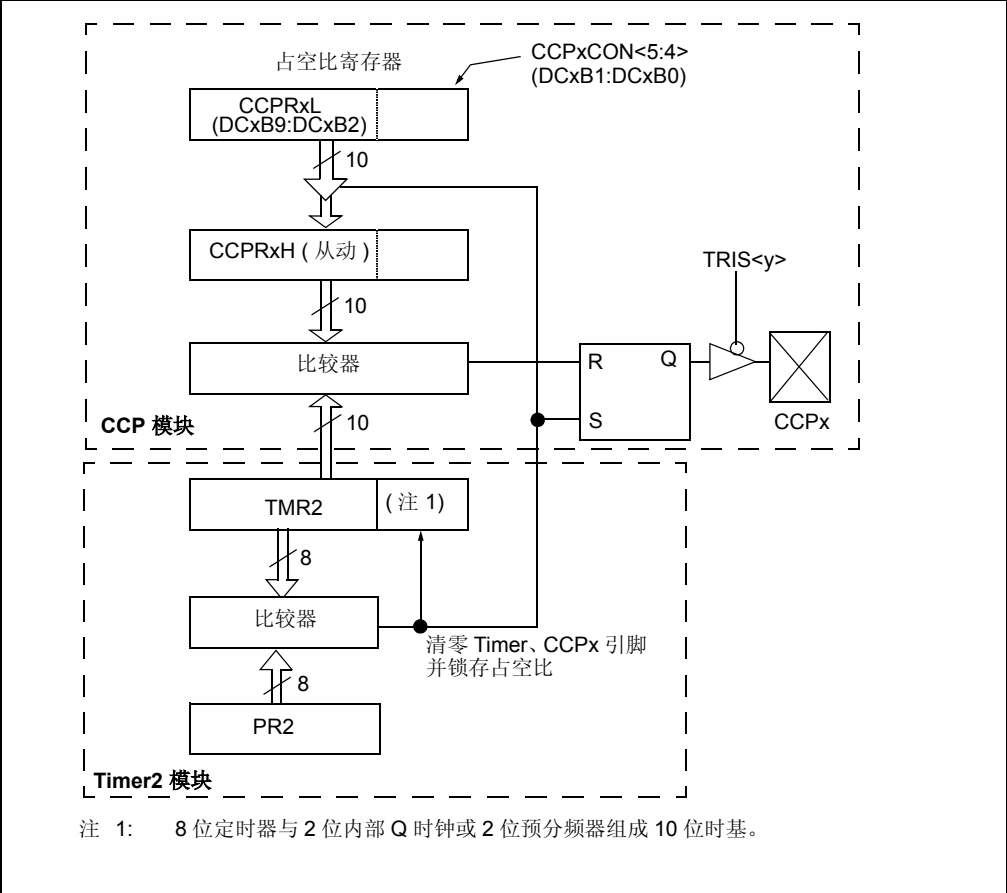 占空比寄存器
CCPxCON<5:4>
(DCxB1:DCxB0)
CCPRxL
(DCxB9:DCxB2)
10
CCPRxH ( 从动 )
TRIS<y>
10
比较器
R
Q
S
CCPx
CCP 模块
10
TMR2
( 注 1)
8
比较器
清零 Timer、CCPx 引脚
并锁存占空比
8
PR2
Timer2 模块
注 1: 8 位定时器与 2 位内部 Q 时钟或 2 位预分频器组成 10 位时基。